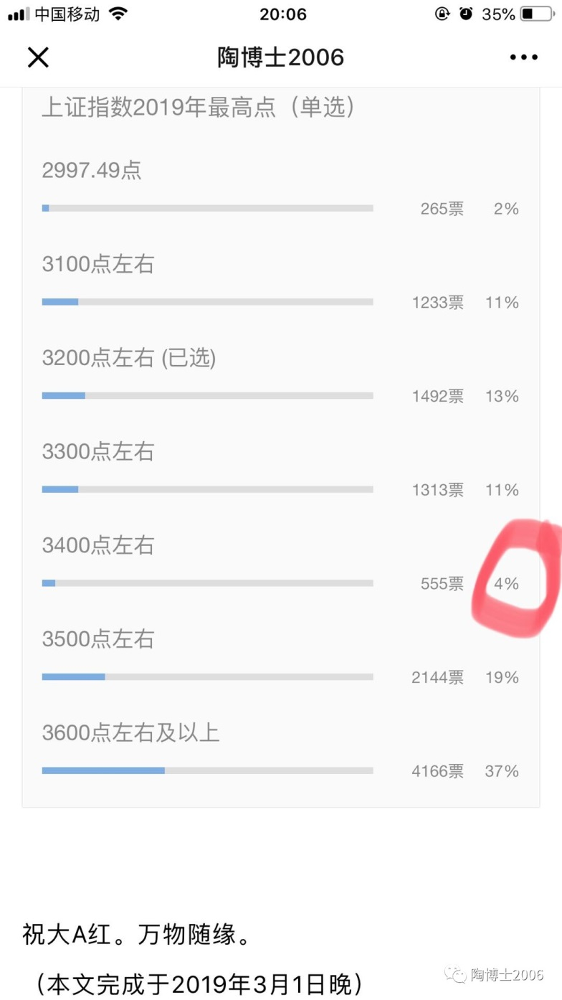 中国移动 20:06 35%
陶博士2006
上证指数2019年最高点（单选）
2997.49点
265票 2%
3100点左右
1233票 11%
3200点左右 (已选)
1492票 13%
3300点左右
1313票 11%
3400点左右
555票 4%
3500点左右
2144票 19%
3600点左右及以上
4166票 37%
祝大A红。万物随缘。
（本文完成于2019年3月1日晚）
陶博士2006